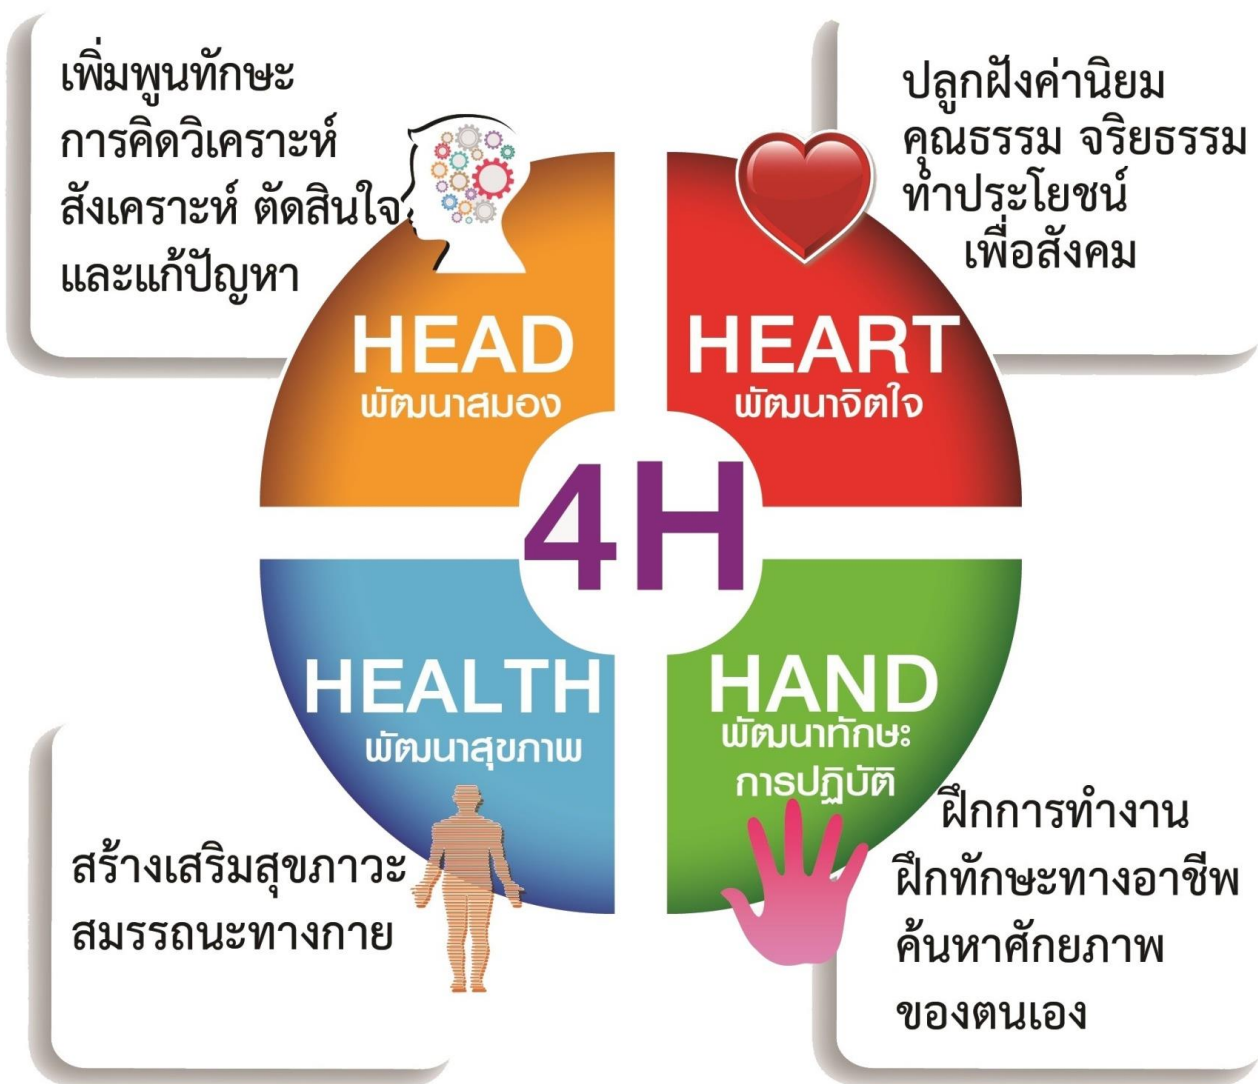 เพิ่มพูนทักษะ
การคิดวิเคราะห์
สังเคราะห์ ตัดสินใจ
และแก้ปัญหา
HEAD
พัฒนาสมอง
ปลูกฝังค่านิยม
คุณธรรม จริยธรรม
ทำประโยชน์
เพื่อสังคม
HEART
พัฒนาจิตใจ
4H
HEALTH
พัฒนาสุขภาพ
สร้างเสริมสุขภาวะ
สมรรถนะทางกาย
HAND
พัฒนาทักษะ
การปฏิบัติ
ฝึกการทำงาน
ฝึกทักษะทางอาชีพ
ค้นหาศักยภาพ
ของตนเอง